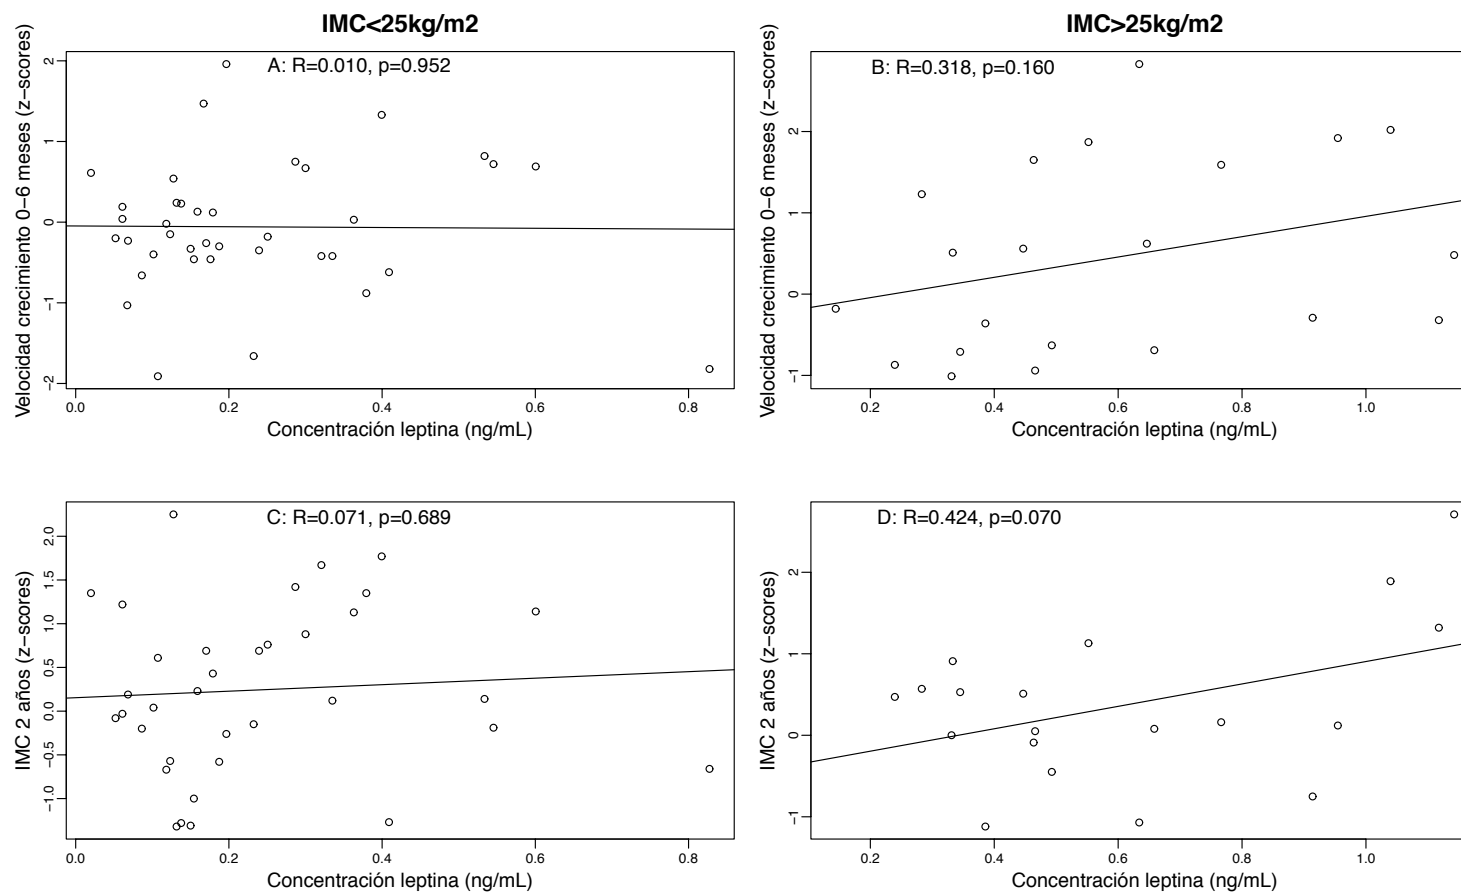 IMC<25kg/m2
IMC>25kg/m2
A: R=0.010, p=0.952
Velocidad crecimiento 0−6 meses (z−scores)
2
1
0
−1
−2
0.0 0.2 0.4 0.6 0.8
Concentración leptina (ng/mL)
B: R=0.318, p=0.160
Velocidad crecimiento 0−6 meses (z−scores)
2
1
0
−1
0.2 0.4 0.6 0.8 1.0
Concentración leptina (ng/mL)
C: R=0.071, p=0.689
IMC 2 años (z−scores)
2.0
1.5
1.0
0.5
0.0
−0.5
−1.0
0.0 0.2 0.4 0.6 0.8
Concentración leptina (ng/mL)
D: R=0.424, p=0.070
IMC 2 años (z−scores)
2
1
0
−1
0.2 0.4 0.6 0.8 1.0
Concentración leptina (ng/mL)